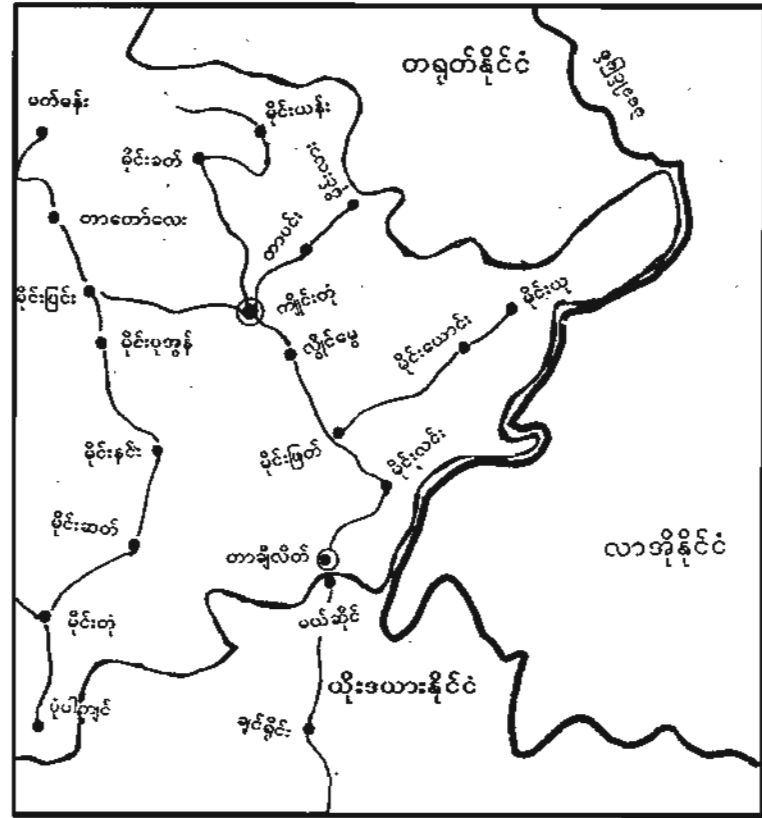 တရုတ်နိုင်ငံ
မက်မန်း
မိုင်းယန်း
မိုင်းခတ်
တာပင်း
တာတော်လေး
မိုင်းပြင်း
ကျိုင်းတုံ
မိုင်းယု
မိုင်းပုအွန်
လွိုင်မွေ
မိုင်းယောင်း
မိုင်းဖြတ်
မိုင်းလင်း
မိုင်းနင်း
မိုင်းဆတ်
တာချီလိတ်
လာအိုနိုင်ငံ
မိုင်းတုံ
မယ်ဆိုင်
ယိုးဒယားနိုင်ငံ
ပုံပါကျင်
ချင်ရိုင်း